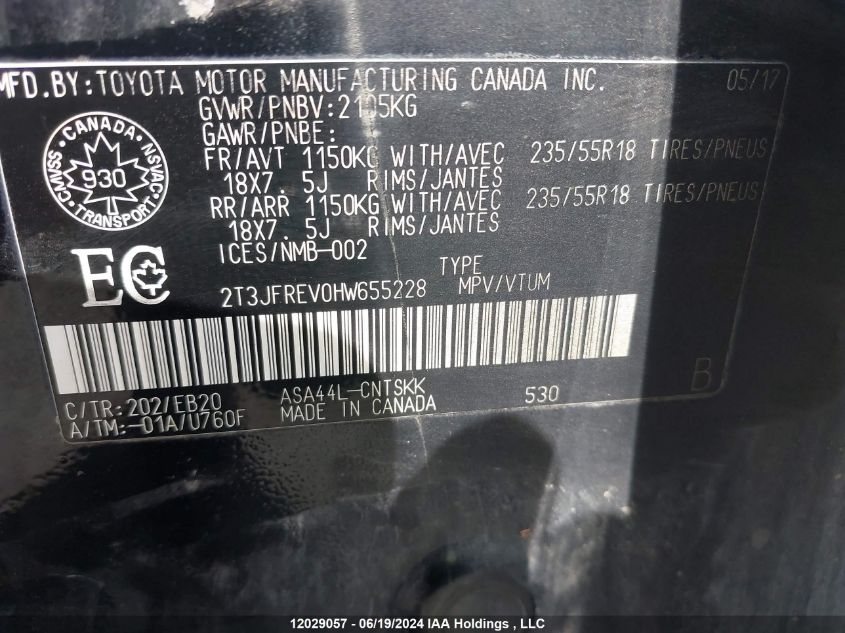 MFD.BY:TOYOTA MOTOR MANUFACTURING CANADA INC. 05/17
GVWR/PNBV:2105KG
GAWR/PNBE:
FR/AVT 1150KG WITH/AVEC 235/55R18 TIRES/PNEUS
18X7.5J RIMS/JANTES
RR/ARR 1150KG WITH/AVEC 235/55R18 TIRES/PNEUS
18X7.5J RIMS/JANTES
ICES/NMB-002
CANADA
CMVSS 930 NSVAC
TRANSPORT
EC
TYPE
2T3JFREV0HW655228 MPV/VTUM
C/TR:202/EB20 ASA44L-CNTSKK 530 B
A/TM:-01A/U760F MADE IN CANADA
12029057 - 06/19/2024 IAA Holdings , LLC